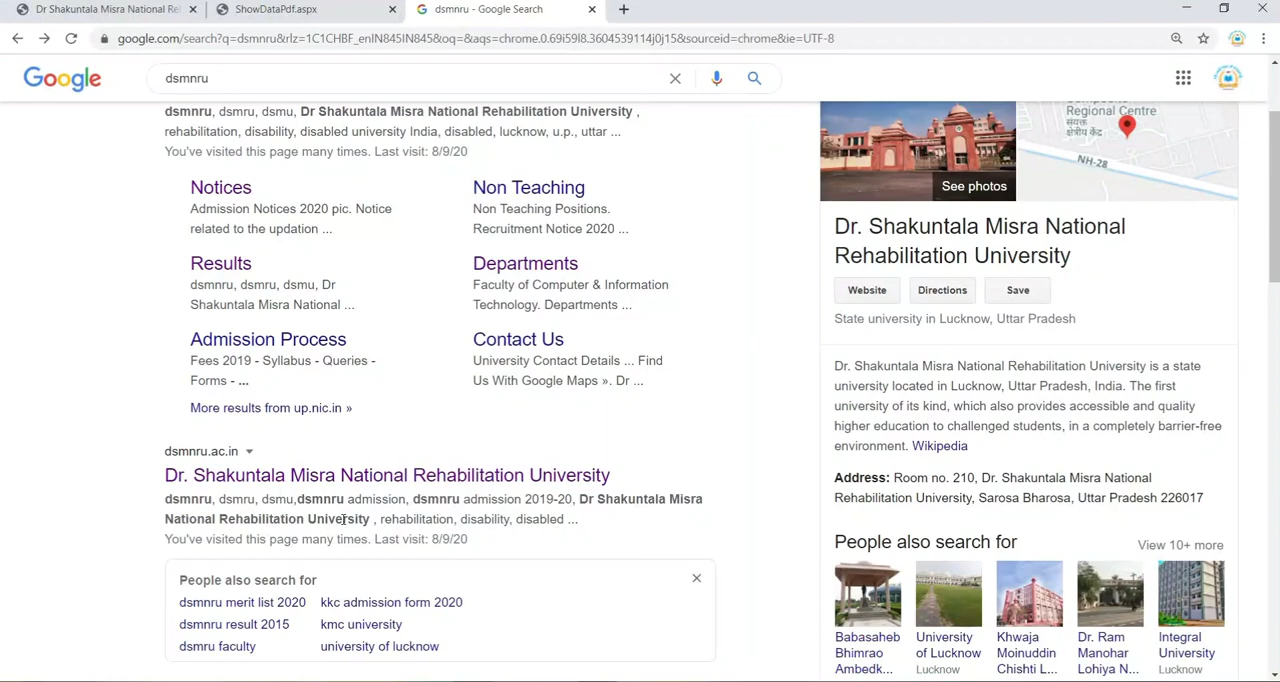 Dr Shakuntala Misra National Rel
ShowDataPdf.aspx
dsmnru - Google Search
google.com/search?q=dsmnru&rlz=1C1CHBF_enIN845IN845&oq=&aqs=chrome.0.69i59l8.3604539114j0j15&sourceid=chrome&ie=UTF-8
Google
dsmnru
dsmnru, dsmru, dsmu, Dr Shakuntala Misra National Rehabilitation University ,
rehabilitation, disability, disabled university India, disabled, lucknow, u.p., uttar ...
You've visited this page many times. Last visit: 8/9/20
Notices
Admission Notices 2020 pic. Notice
related to the updation ...
Non Teaching
Non Teaching Positions.
Recruitment Notice 2020 ...
Results
dsmnru, dsmru, dsmu, Dr
Shakuntala Misra National ...
Departments
Faculty of Computer & Information
Technology. Departments ...
Admission Process
Fees 2019 - Syllabus - Queries -
Forms - ...
Contact Us
University Contact Details ... Find
Us With Google Maps ». Dr ...
More results from up.nic.in »
dsmnru.ac.in
Dr. Shakuntala Misra National Rehabilitation University
dsmnru, dsmru, dsmu,dsmnru admission, dsmnru admission 2019-20, Dr Shakuntala Misra
National Rehabilitation University , rehabilitation, disability, disabled ...
You've visited this page many times. Last visit: 8/9/20
People also search for
dsmnru merit list 2020
kkc admission form 2020
dsmnru result 2015
kmc university
dsmru faculty
university of lucknow
See photos
Regional Centre
संयक्त
क्षेत्रीय केंद्र
NH-28
Dr. Shakuntala Misra National
Rehabilitation University
Website
Directions
Save
State university in Lucknow, Uttar Pradesh
Dr. Shakuntala Misra National Rehabilitation University is a state
university located in Lucknow, Uttar Pradesh, India. The first
university of its kind, which also provides accessible and quality
higher education to challenged students, in a completely barrier-free
environment. Wikipedia
Address: Room no. 210, Dr. Shakuntala Misra National
Rehabilitation University, Sarosa Bharosa, Uttar Pradesh 226017
People also search for
View 10+ more
Babasaheb
Bhimrao
Ambedk...
University
of Lucknow
Lucknow
Khwaja
Moinuddin
Chishti L...
Dr. Ram
Manohar
Lohiya N...
Integral
University
Lucknow